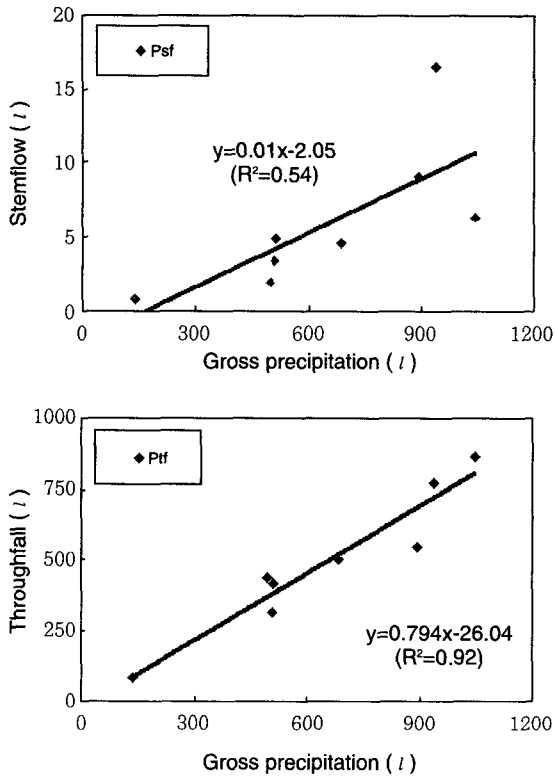 20
15
10
5
0
Stemflow ( l )
Psf
y=0.01x-2.05
(R²=0.54)
0 300 600 900 1200
Gross precipitation ( l )
1000
750
500
250
0
Throughfall ( l )
Ptf
y=0.794x-26.04
(R²=0.92)
0 300 600 900 1200
Gross precipitation ( l )